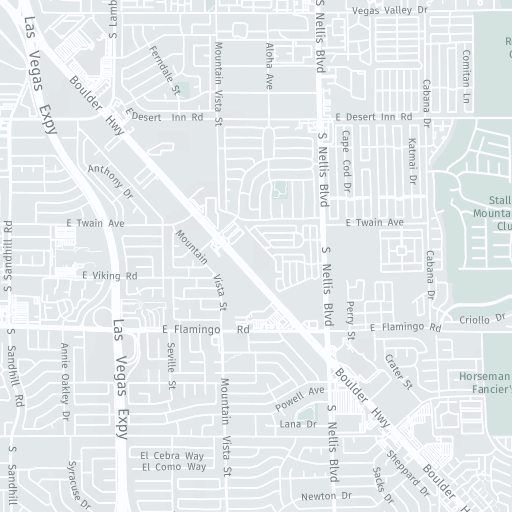 Vegas Valley Dr
S Lamb
Las Vegas Expy
Ferndale St
Mountain Vista St
Aloha Ave
S Nellis Blvd
Comitan Ln
Cabana Dr
Boulder Hwy
E Desert Inn Rd
E Desert Inn Rd
S Nellis Blvd
Cape Cod Dr
Katmai Dr
Anthony Dr
Stall
Mounta
Clu
E Twain Ave
E Twain Ave
S Sandhill Rd
Mountain Vista St
S Nellis Blvd
Cabana Dr
E Viking Rd
Perry St
Criollo Dr
E Flamingo Rd
E Flamingo Rd
S Sandhill Rd
Las Vegas Expy
Annie Oakley Dr
Seville St
Crater St
Horseman
Fancier's
Mountain Vista St
Powell Ave
Boulder Hwy
Lana Dr
S Nellis Blvd
El Cebra Way
El Como Way
Syracuse Dr
S Sandhill
Newton Dr
Sacks Dr
Sheppard Dr
Boulder